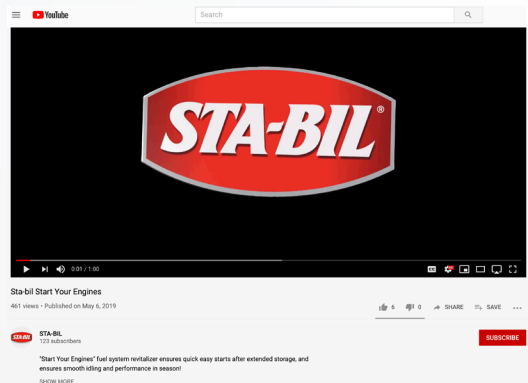 YouTube
Search
STA-BIL®
0:01 / 1:00
CC
Sta-bil Start Your Engines
461 views • Published on May 6, 2019
6 0 SHARE SAVE
STA-BIL
STA-BIL
123 subscribers
SUBSCRIBE
"Start Your Engines" fuel system revitalizer ensures quick easy starts after extended storage, and
ensures smooth idling and performance in season!
SHOW MORE